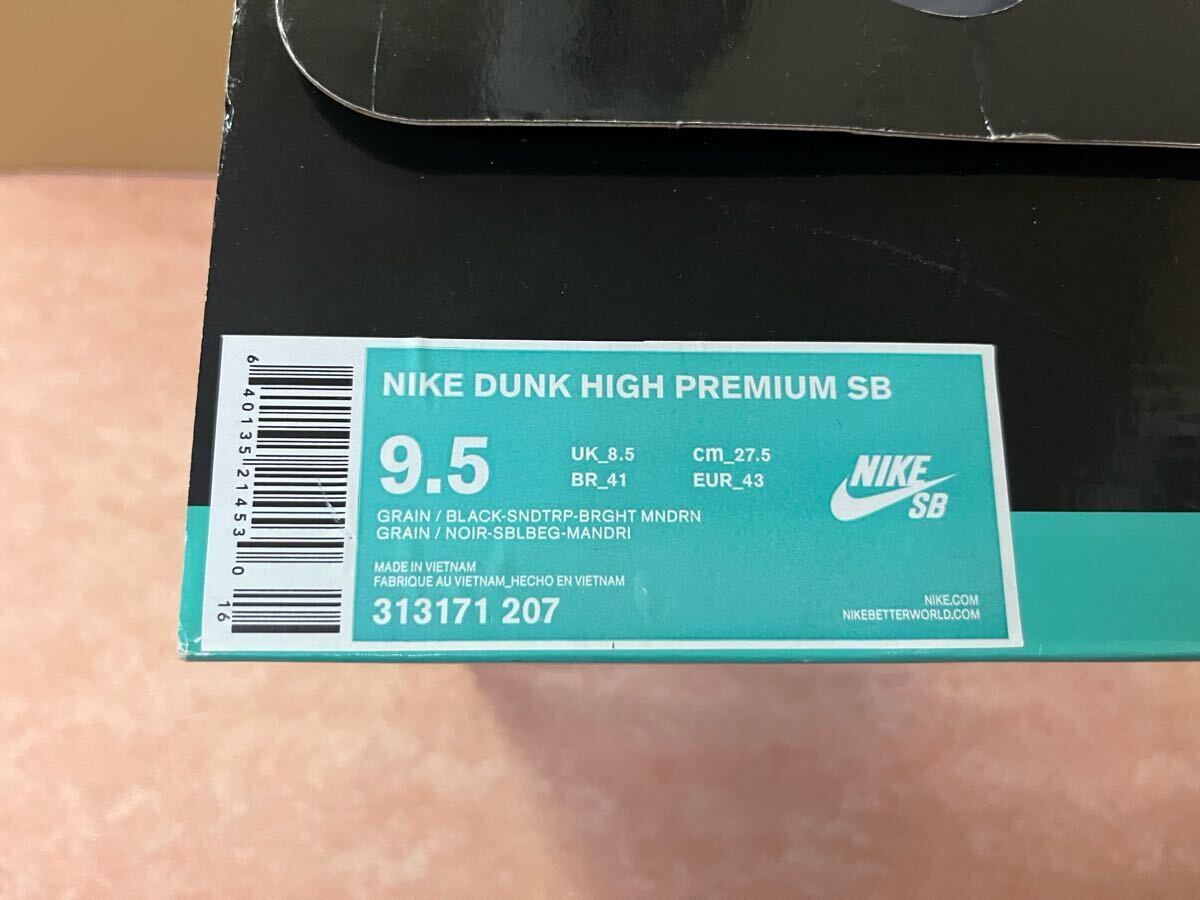 NIKE DUNK HIGH PREMIUM SB
9.5
UK_8.5 cm_27.5
BR_41 EUR_43
NIKE
SB
GRAIN / BLACK-SNDTRP-BRGHT MNDRN
GRAIN / NOIR-SBLBEG-MANDRI
MADE IN VIETNAM
FABRIQUE AU VIETNAM_HECHO EN VIETNAM
313171 207
NIKE.COM
NIKEBETTERWORLD.COM
6 40135 21453 0 16